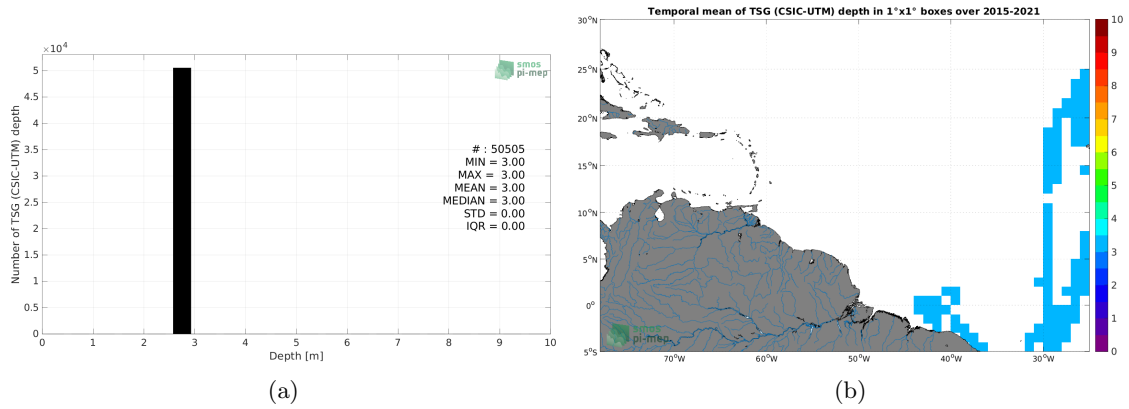 ×10⁴
5
4.5
4
3.5
3
2.5
2
1.5
1
0.5
0
Number of TSG (CSIC-UTM) depth
smos
pi-mep
# : 50505
MIN = 3.00
MAX = 3.00
MEAN = 3.00
MEDIAN = 3.00
STD = 0.00
IQR = 0.00
0 1 2 3 4 5 6 7 8 9 10
Depth [m]
(a)
Temporal mean of TSG (CSIC-UTM) depth in 1°x1° boxes over 2015-2021
30°N
25°N
20°N
15°N
10°N
5°N
0°
5°S
smos
pi-mep
70°W 60°W 50°W 40°W 30°W
10
9
8
7
6
5
4
3
2
1
0
(b)